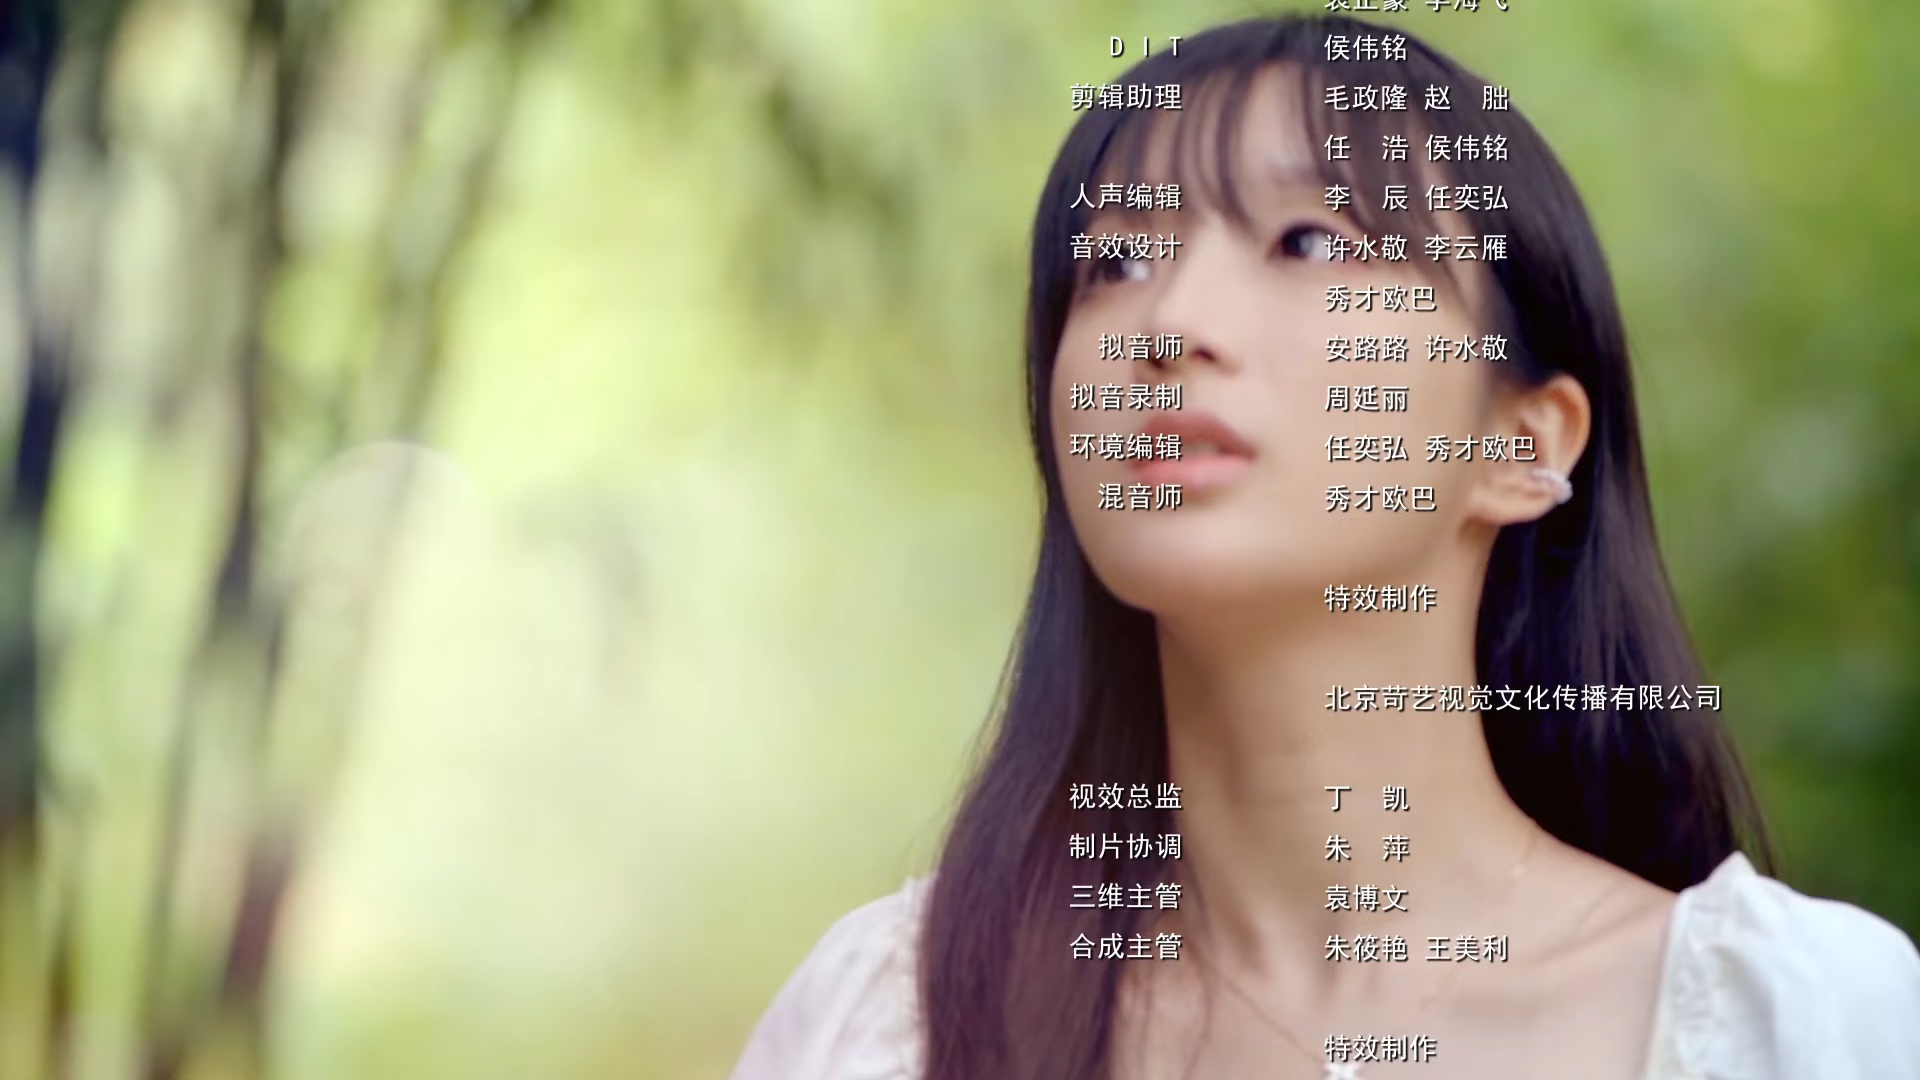 D I T 侯伟铭
剪辑助理 毛政隆 赵 朏
任 浩 侯伟铭
人声编辑 李 辰 任奕弘
音效设计 许水敬 李云雁
秀才欧巴
拟音师 安路路 许水敬
拟音录制 周延丽
环境编辑 任奕弘 秀才欧巴
混音师 秀才欧巴
特效制作
北京苛艺视觉文化传播有限公司
视效总监 丁 凯
制片协调 朱 萍
三维主管 袁博文
合成主管 朱筱艳 王美利
特效制作